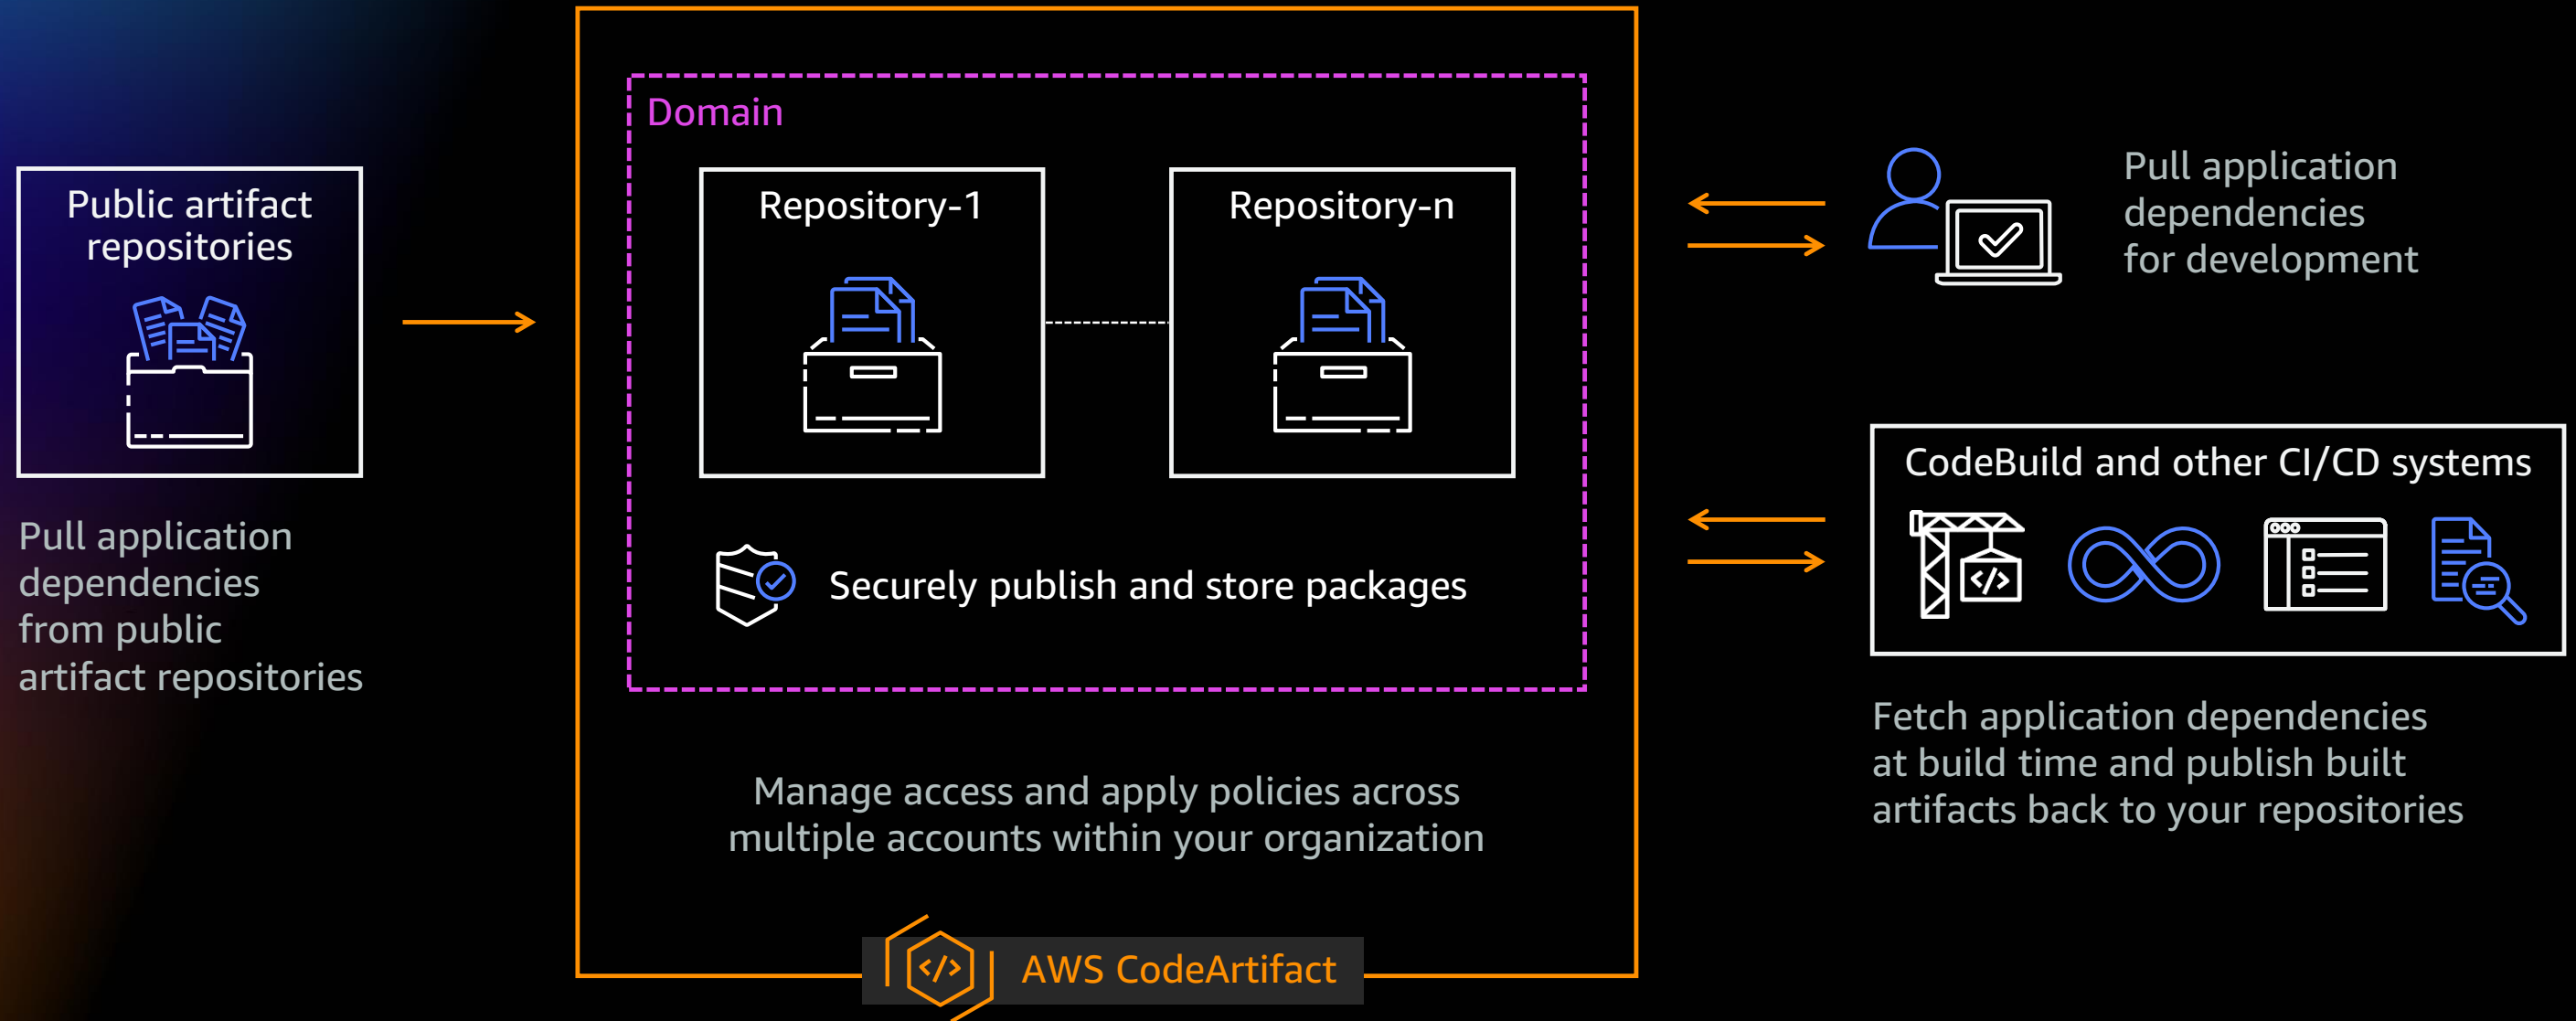 Public artifact
repositories
Pull application
dependencies
from public
artifact repositories
Domain
Repository-1
Repository-n
Securely publish and store packages
Manage access and apply policies across
multiple accounts within your organization
</> AWS CodeArtifact
Pull application
dependencies
for development
CodeBuild and other CI/CD systems
</>
Fetch application dependencies
at build time and publish built
artifacts back to your repositories